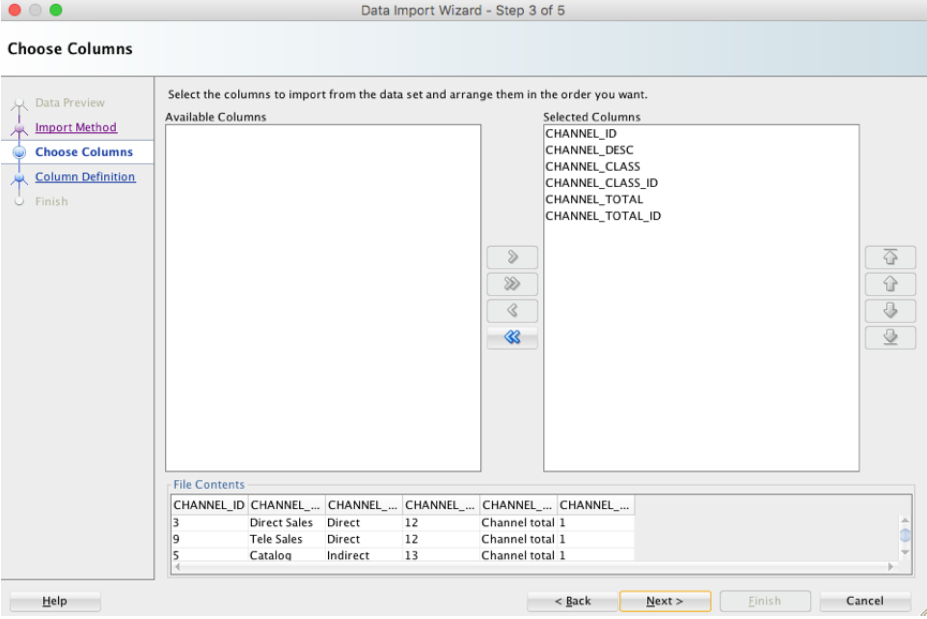 Data Import Wizard - Step 3 of 5
Choose Columns
Data Preview
Import Method
Choose Columns
Column Definition
Finish
Select the columns to import from the data set and arrange them in the order you want.
Available Columns
Selected Columns
CHANNEL_ID
CHANNEL_DESC
CHANNEL_CLASS
CHANNEL_CLASS_ID
CHANNEL_TOTAL
CHANNEL_TOTAL_ID
File Contents
CHANNEL_ID CHANNEL_... CHANNEL_... CHANNEL_... CHANNEL_... CHANNEL_...
3 Direct Sales Direct 12 Channel total 1
9 Tele Sales Direct 12 Channel total 1
5 Catalog Indirect 13 Channel total 1
Help < Back Next > Finish Cancel